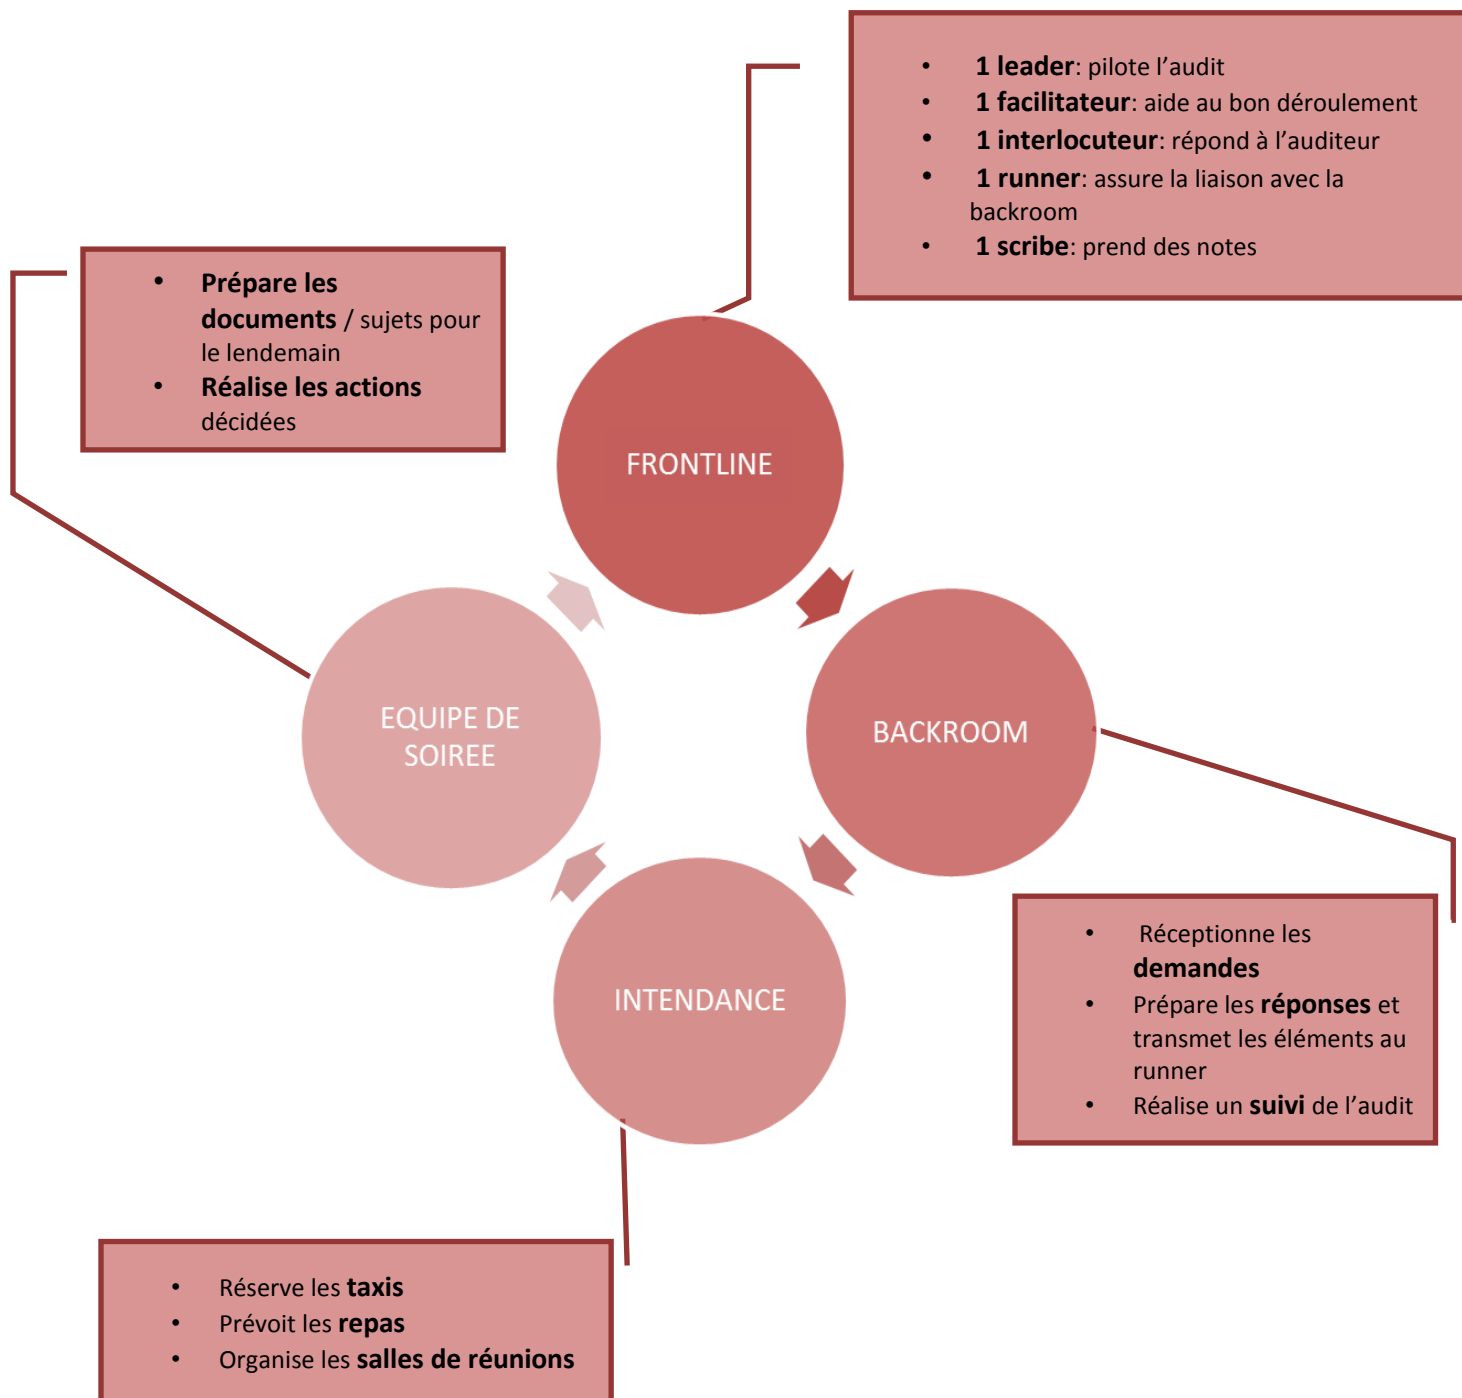 • 1 leader: pilote l’audit
• 1 facilitateur: aide au bon déroulement
• 1 interlocuteur: répond à l’auditeur
• 1 runner: assure la liaison avec la
backroom
• 1 scribe: prend des notes
• Prépare les
documents / sujets pour
le lendemain
• Réalise les actions
décidées
FRONTLINE
EQUIPE DE
SOIREE
BACKROOM
INTENDANCE
• Réceptionne les
demandes
• Prépare les réponses et
transmet les éléments au
runner
• Réalise un suivi de l’audit
• Réserve les taxis
• Prévoit les repas
• Organise les salles de réunions